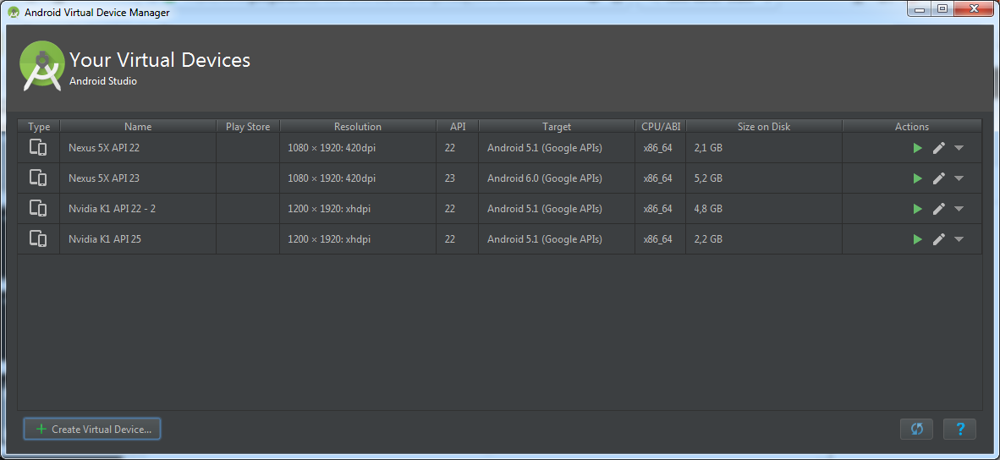 Android Virtual Device Manager
Your Virtual Devices
Android Studio
Type Name Play Store Resolution API Target CPU/ABI Size on Disk Actions
Nexus 5X API 22 1080 × 1920: 420dpi 22 Android 5.1 (Google APIs) x86_64 2,1 GB
Nexus 5X API 23 1080 × 1920: 420dpi 23 Android 6.0 (Google APIs) x86_64 5,2 GB
Nvidia K1 API 22 - 2 1200 × 1920: xhdpi 22 Android 5.1 (Google APIs) x86_64 4,8 GB
Nvidia K1 API 25 1200 × 1920: xhdpi 22 Android 5.1 (Google APIs) x86_64 2,2 GB
Create Virtual Device... ?